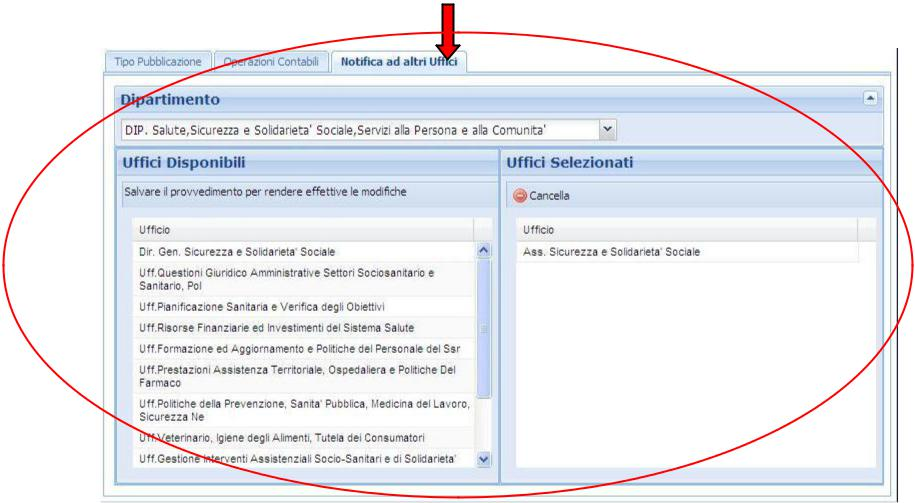 Tipo Pubblicazione
Operazioni Contabili
Notifica ad altri Uffici
Dipartimento
DIP. Salute,Sicurezza e Solidarieta' Sociale,Servizi alla Persona e alla Comunita'
Uffici Disponibili
Salvare il provvedimento per rendere effettive le modifiche
Ufficio
Dir. Gen. Sicurezza e Solidarieta' Sociale
Uff.Questioni Giuridico Amministrative Settori Sociosanitario e
Sanitario, Pol
Uff.Pianificazione Sanitaria e Verifica degli Obiettivi
Uff.Risorse Finanziarie ed Investimenti del Sistema Salute
Uff.Formazione ed Aggiornamento e Politiche del Personale del Ssr
Uff.Prestazioni Assistenza Territoriale, Ospedaliera e Politiche Del
Farmaco
Uff.Politiche della Prevenzione, Sanita' Pubblica, Medicina del Lavoro,
Sicurezza Ne
Uff.Veterinario, Igiene degli Alimenti, Tutela dei Consumatori
Uff.Gestione Interventi Assistenziali Socio-Sanitari e di Solidarieta'
Uffici Selezionati
Cancella
Ufficio
Ass. Sicurezza e Solidarieta' Sociale